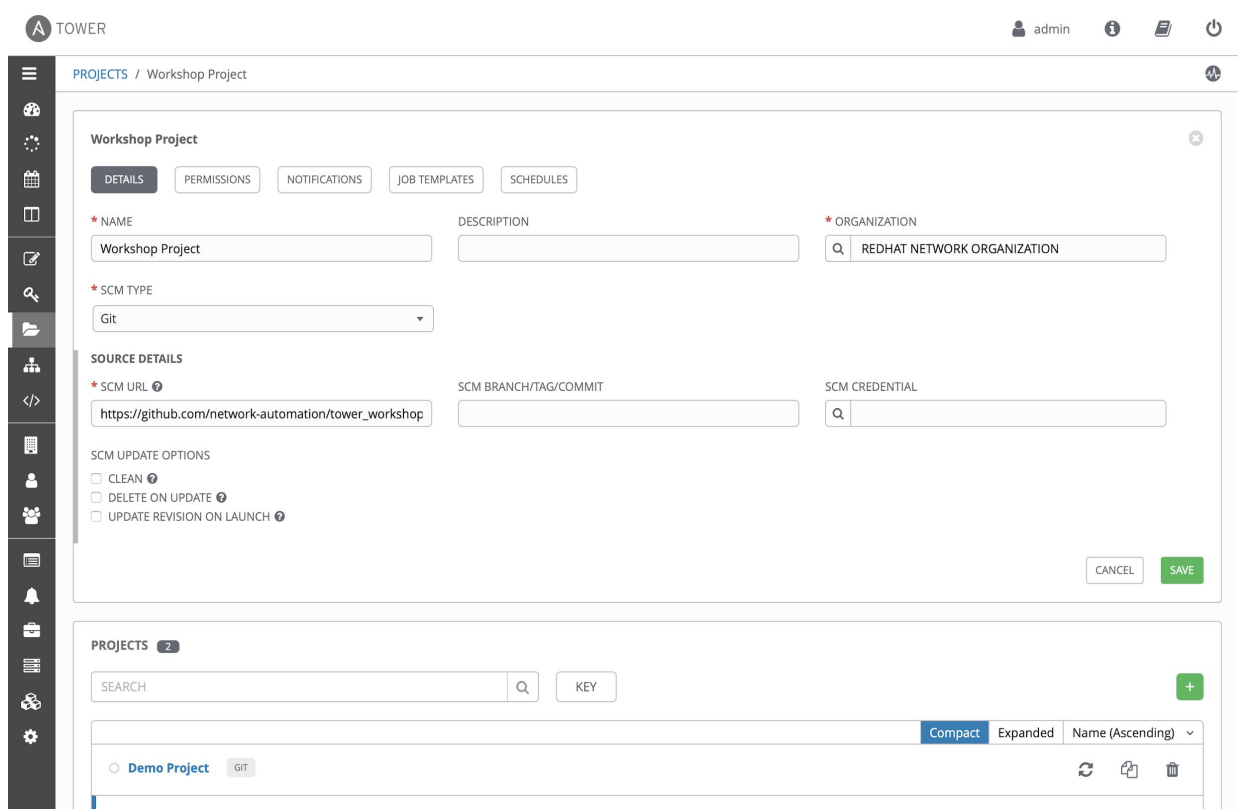 TOWER
admin
PROJECTS / Workshop Project
Workshop Project
DETAILS PERMISSIONS NOTIFICATIONS JOB TEMPLATES SCHEDULES
* NAME DESCRIPTION * ORGANIZATION
Workshop Project REDHAT NETWORK ORGANIZATION
* SCM TYPE
Git
SOURCE DETAILS
* SCM URL SCM BRANCH/TAG/COMMIT SCM CREDENTIAL
https://github.com/network-automation/tower_workshop
SCM UPDATE OPTIONS
CLEAN
DELETE ON UPDATE
UPDATE REVISION ON LAUNCH
CANCEL SAVE
PROJECTS 2
SEARCH KEY
Compact Expanded Name (Ascending)
Demo Project GIT